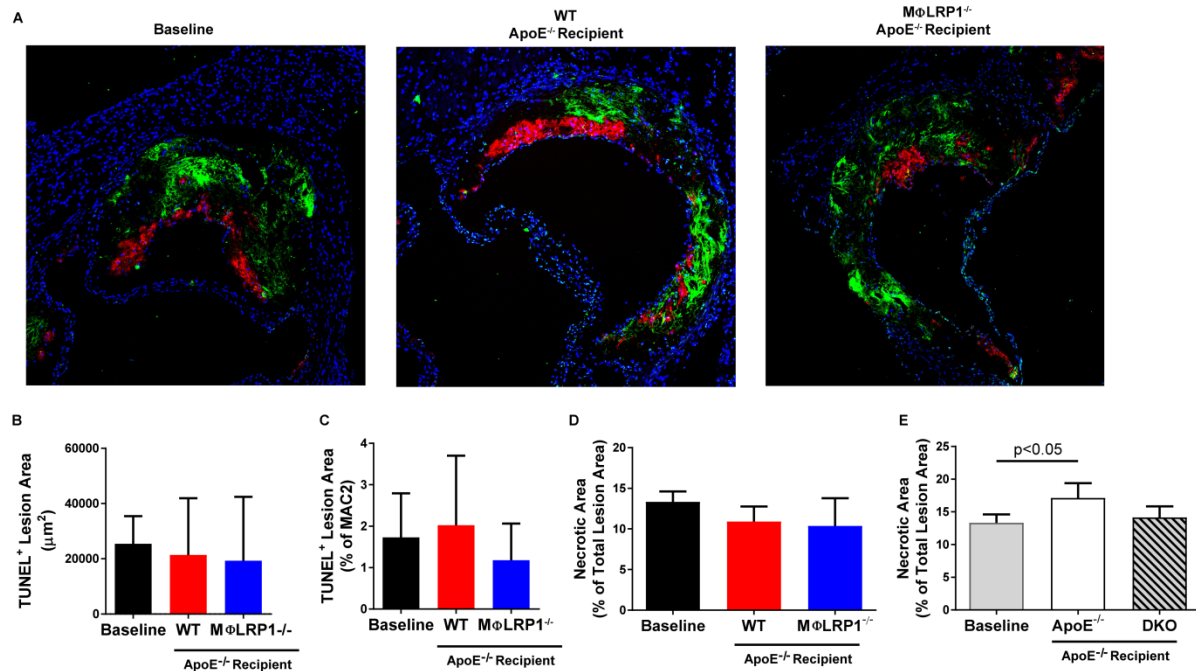 A
Baseline
WT
ApoE⁻/⁻ Recipient
MΦLRP1⁻/⁻
ApoE⁻/⁻ Recipient
B
TUNEL⁺ Lesion Area
(μm²)
60000
40000
20000
0
Baseline WT MΦLRP1-/-
ApoE⁻/⁻ Recipient
C
TUNEL⁺ Lesion Area
(% of MAC2)
4
3
2
1
0
Baseline WT MΦLRP1⁻/⁻
ApoE⁻/⁻ Recipient
D
Necrotic Area
(% of Total Lesion Area)
20
15
10
5
0
Baseline WT MΦLRP1⁻/⁻
ApoE⁻/⁻ Recipient
E
Necrotic Area
(% of Total Lesion Area)
25
20
15
10
5
0
p<0.05
Baseline ApoE⁻/⁻ DKO
ApoE⁻/⁻ Recipient